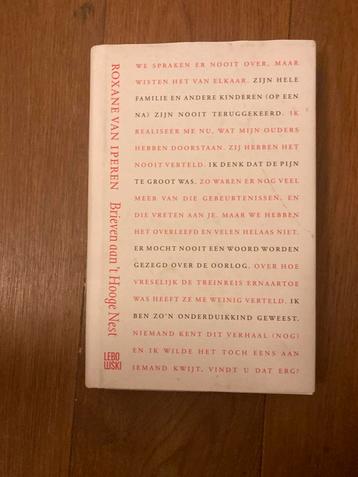 ROXANE VAN IPEREN Brieven aan 't Hooge Nest
LEBO
WSKI
WE SPRAKEN ER NOOIT OVER, MAAR
WISTEN HET VAN ELKAAR. ZIJN HELE
FAMILIE EN ANDERE KINDEREN (OP EEN
NA) ZIJN NOOIT TERUGGEKEERD. IK
REALISEER ME NU, WAT MIJN OUDERS
HEBBEN DOORSTAAN. ZIJ HEBBEN HET
NOOIT VERTELD. IK DENK DAT DE PIJN
TE GROOT WAS. ZO WAREN ER NOG VEEL
MEER VAN DIE GEBEURTENISSEN, EN
DIE VRETEN AAN JE. MAAR WE HEBBEN
HET OVERLEEFD EN VELEN HELAAS NIET.
ER MOCHT NOOIT EEN WOORD WORDEN
GEZEGD OVER DE OORLOG. OVER HOE
VRESELIJK DE TREINREIS ERNAARTOE
WAS HEEFT ZE ME WEINIG VERTELD. IK
BEN ZO'N ONDERDUIKKIND GEWEEST.
NIEMAND KENT DIT VERHAAL (NOG)
EN IK WILDE HET TOCH EENS AAN
IEMAND KWIJT, VINDT U DAT ERG?